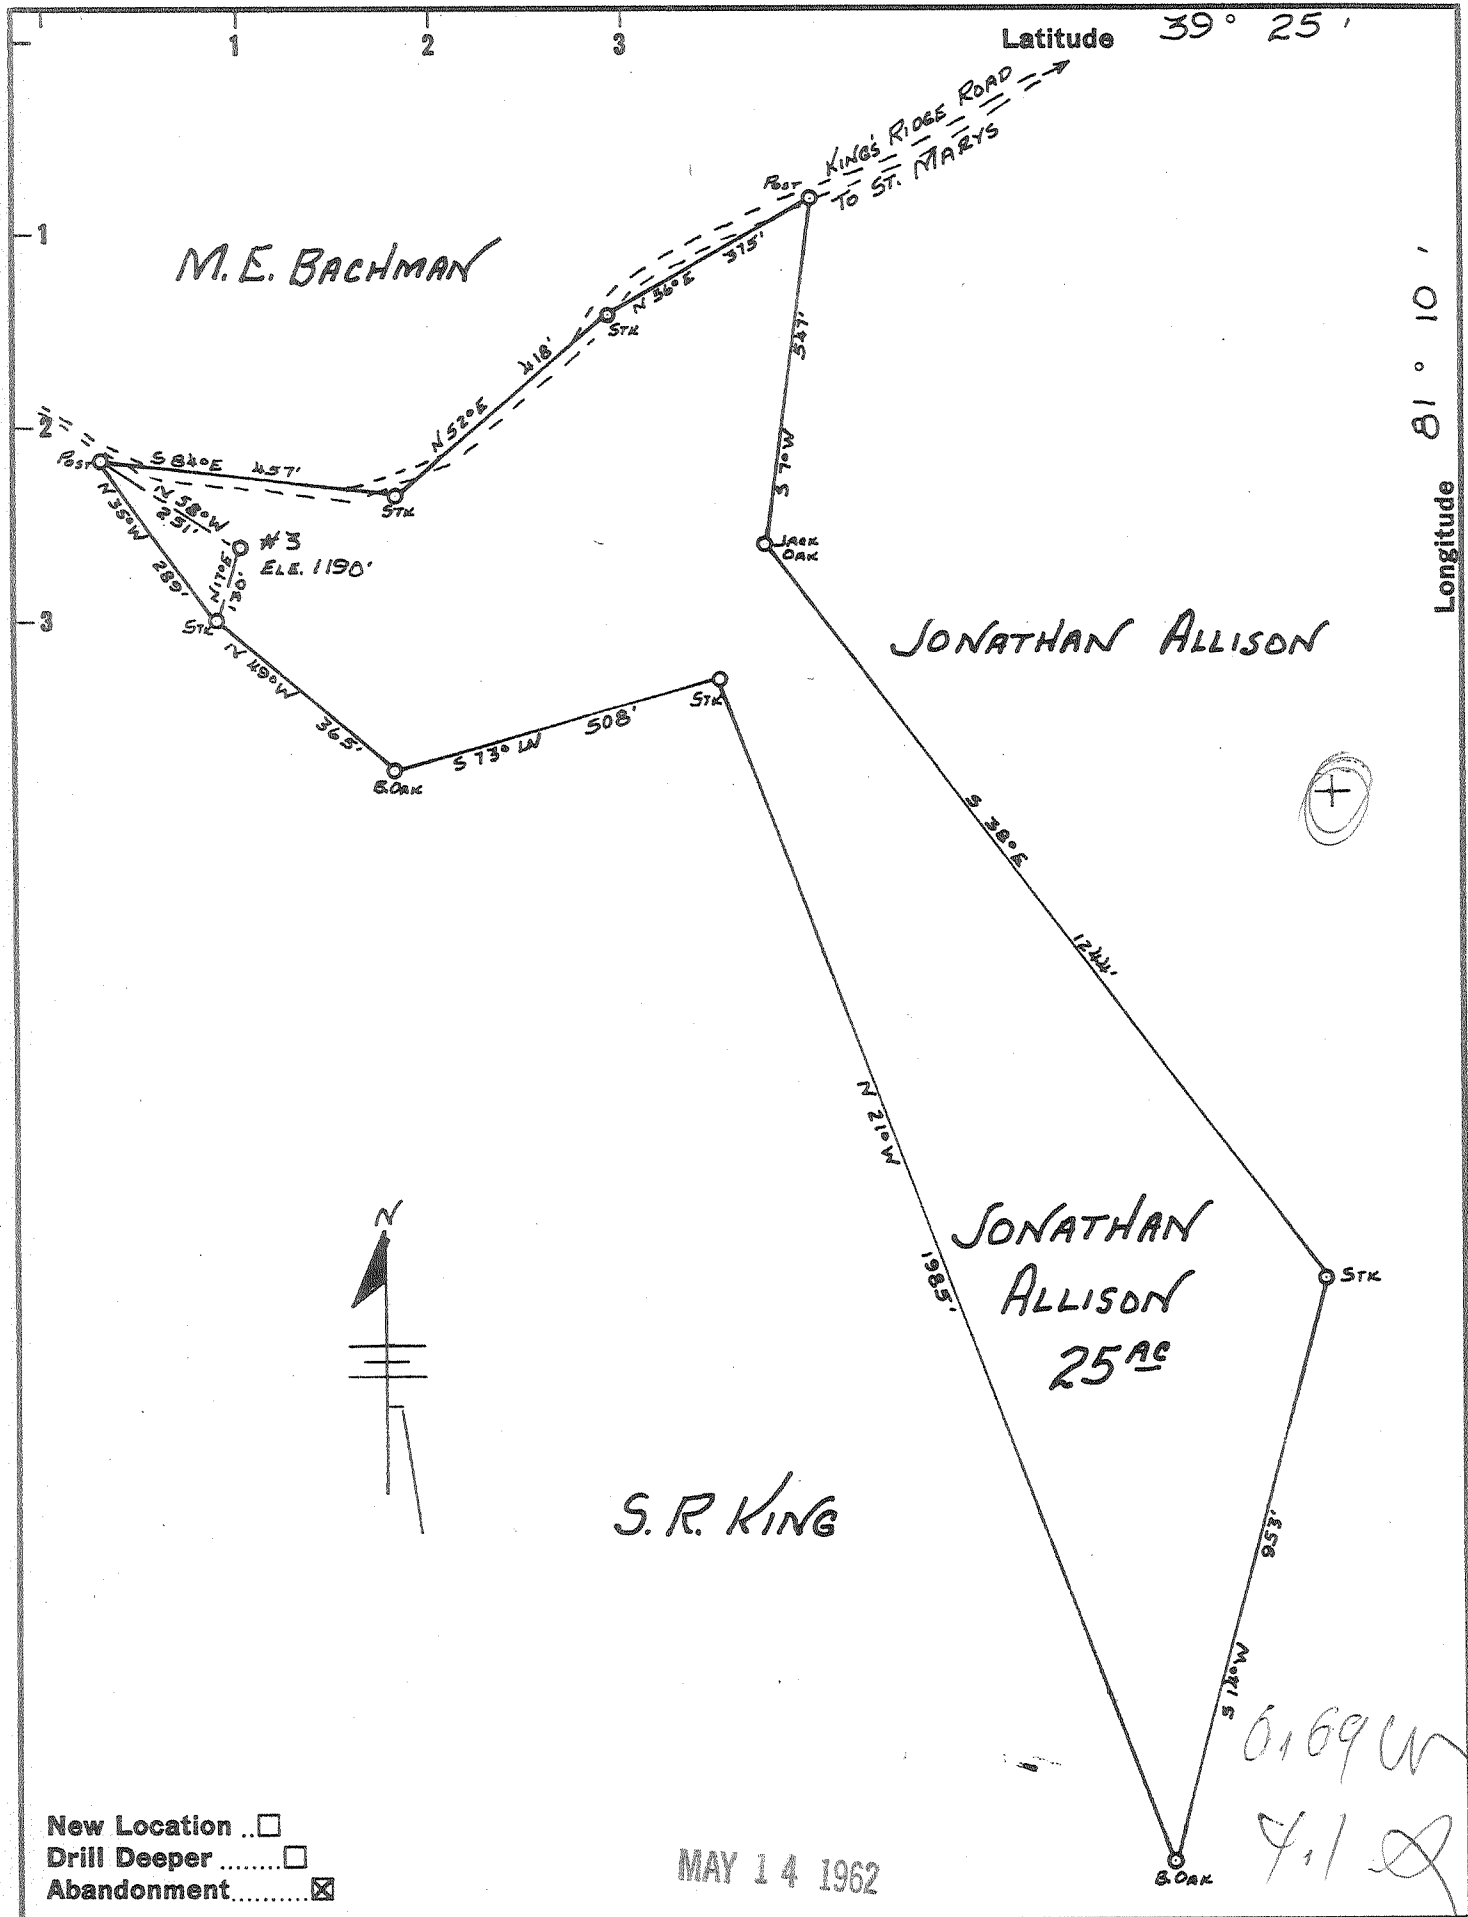 1 2 3
Latitude 39° 25'
KING'S RIDGE ROAD
TO ST. MARYS
POST
1
M.E. BACHMAN
N 56° E 375'
STK
547'
S 7° W
81° 10'
Longitude
418'
N 52° E
2
POST
S 84° E 457'
STK
N 58° W
251'
N 35° W
289'
#3
ELE. 1190'
N 17° E
130'
JACK
OAK
3
STK
JONATHAN ALLISON
N 49° W
365'
STK
S 73° W 508'
B. OAK
+
S 38° E
1244'
N 21° W
1985'
N
JONATHAN
ALLISON
25 AC
STK
S.R. KING
953'
S 14° W
B. OAK
New Location ..☐
Drill Deeper ........☐
Abandonment..........☒
MAY 14 1962